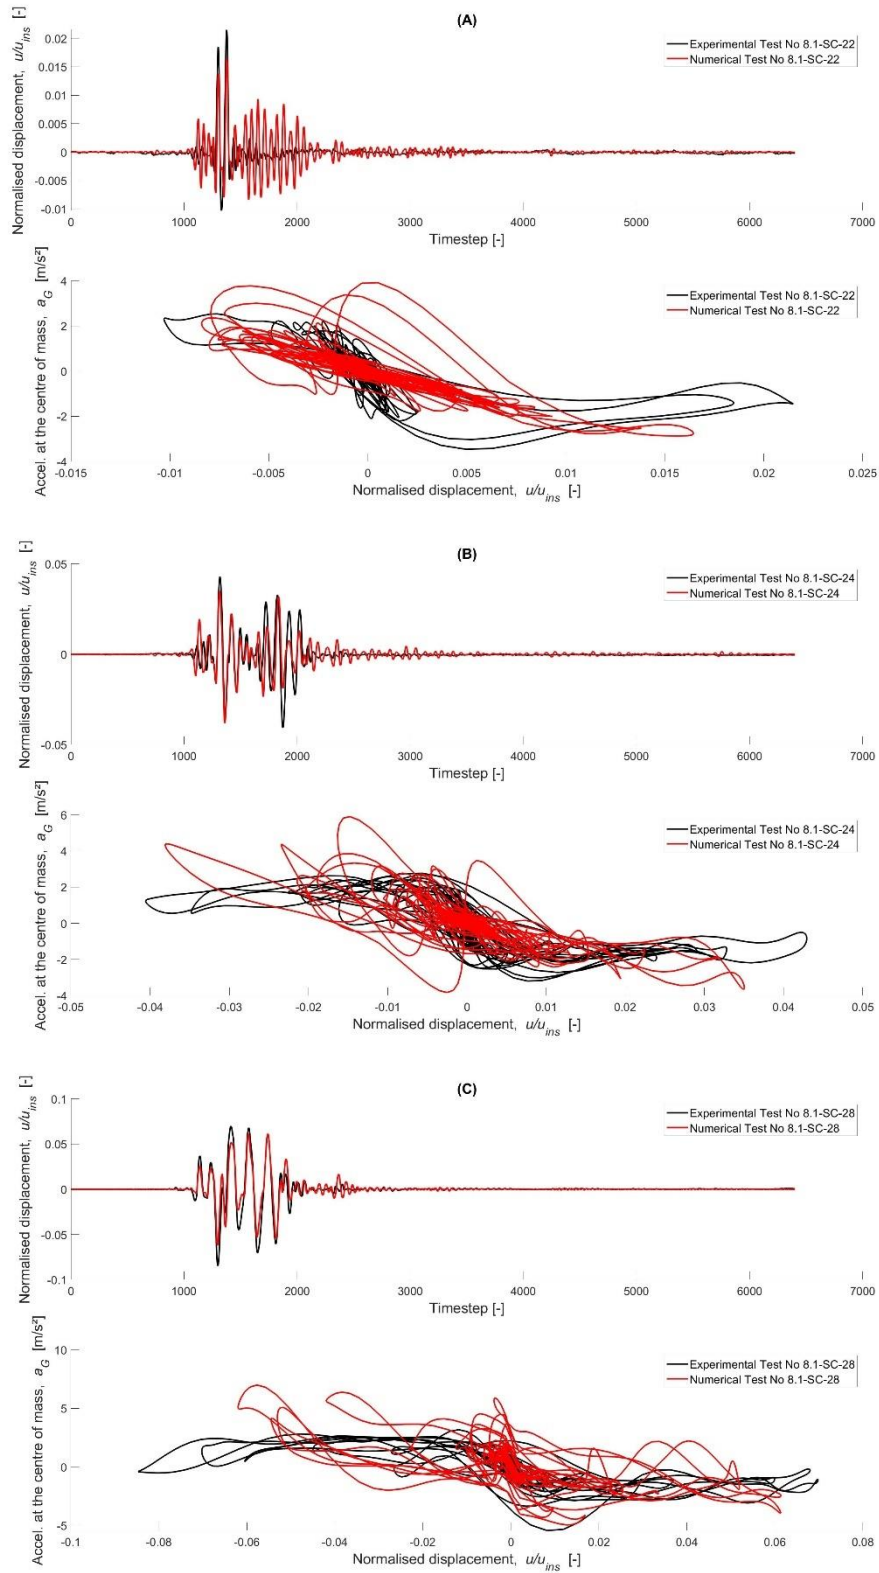 (A)
Normalised displacement, u/u_ins [-]
0.02
0.015
0.01
0.005
0
-0.005
-0.01
Experimental Test No 8.1-SC-22
Numerical Test No 8.1-SC-22
0 1000 2000 3000 4000 5000 6000 7000
Timestep [-]
Accel. at the centre of mass, a_G [m/s²]
4
2
0
-2
-4
Experimental Test No 8.1-SC-22
Numerical Test No 8.1-SC-22
-0.015 -0.01 -0.005 0 0.005 0.01 0.015 0.02 0.025
Normalised displacement, u/u_ins [-]
(B)
Normalised displacement, u/u_ins [-]
0.05
0
-0.05
Experimental Test No 8.1-SC-24
Numerical Test No 8.1-SC-24
0 1000 2000 3000 4000 5000 6000 7000
Timestep [-]
Accel. at the centre of mass, a_G [m/s²]
6
4
2
0
-2
-4
Experimental Test No 8.1-SC-24
Numerical Test No 8.1-SC-24
-0.05 -0.04 -0.03 -0.02 -0.01 0 0.01 0.02 0.03 0.04 0.05
Normalised displacement, u/u_ins [-]
(C)
Normalised displacement, u/u_ins [-]
0.1
0.05
0
-0.05
-0.1
Experimental Test No 8.1-SC-28
Numerical Test No 8.1-SC-28
0 1000 2000 3000 4000 5000 6000 7000
Timestep [-]
Accel. at the centre of mass, a_G [m/s²]
10
5
0
-5
Experimental Test No 8.1-SC-28
Numerical Test No 8.1-SC-28
-0.1 -0.08 -0.06 -0.04 -0.02 0 0.02 0.04 0.06 0.08
Normalised displacement, u/u_ins [-]